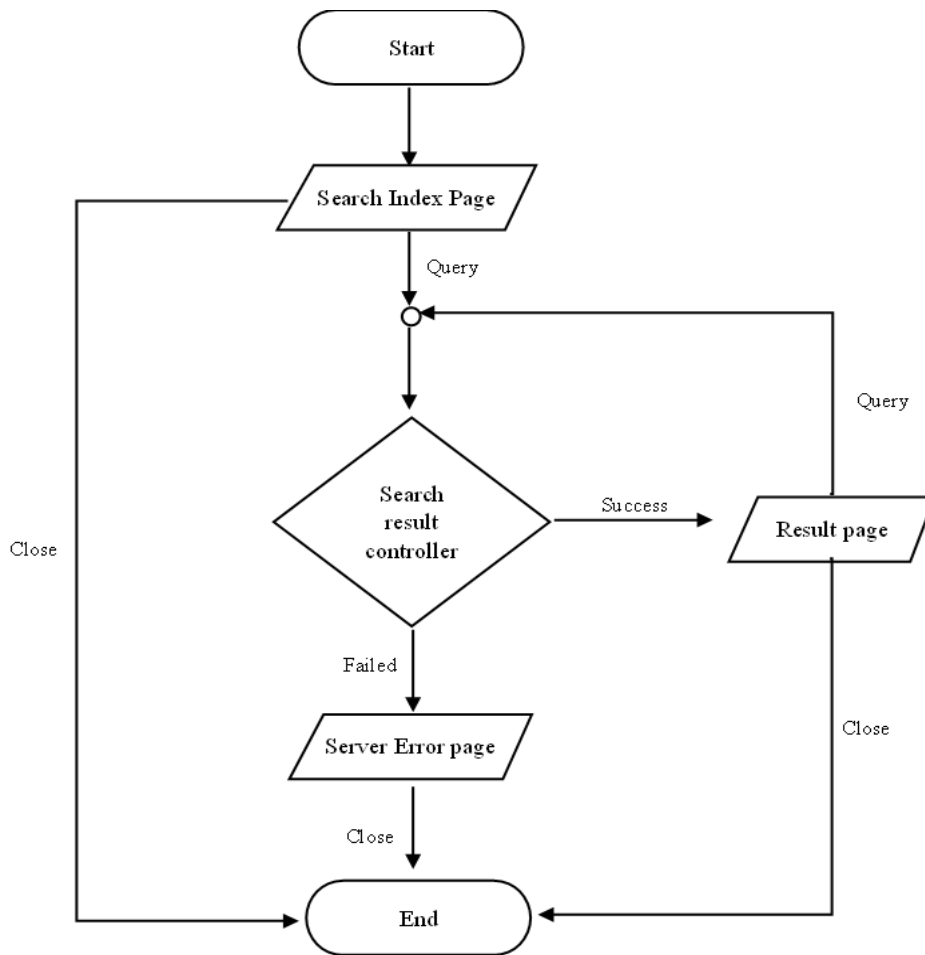 Start
Search Index Page
Query
Query
Search
result
controller
Success
Result page
Close
Failed
Server Error page
Close
Close
End